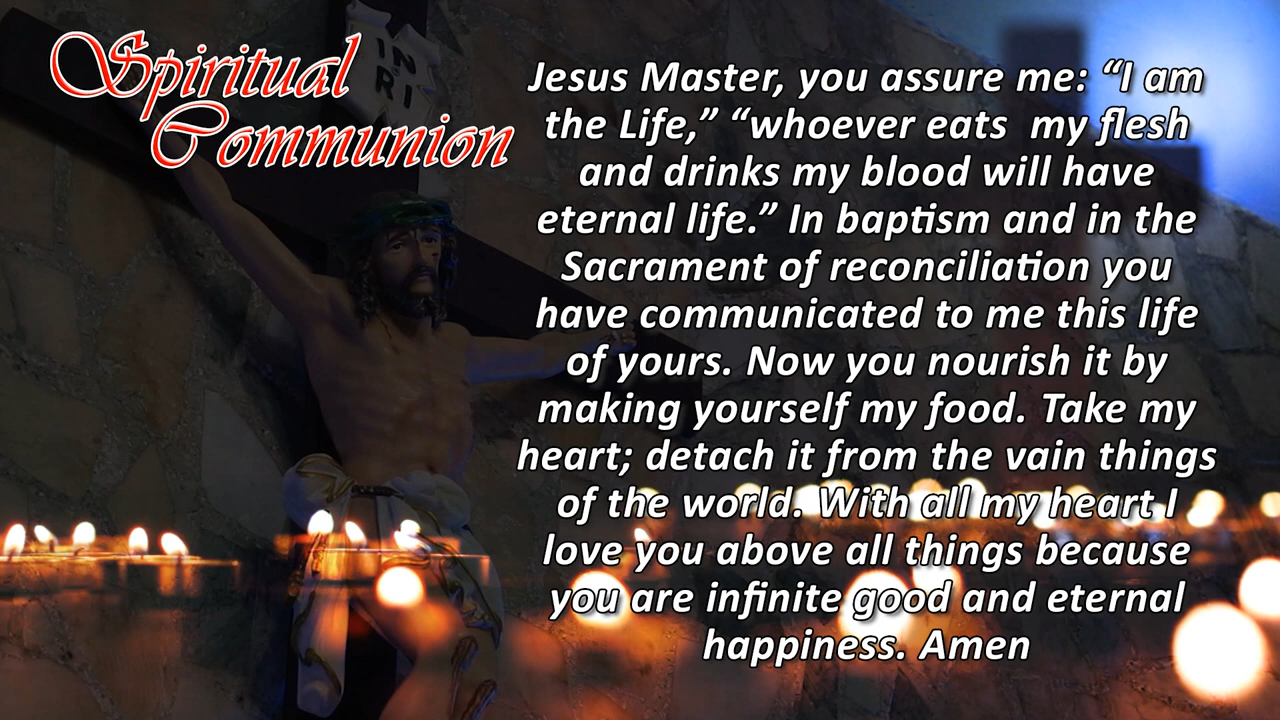 Spiritual
Communion
IN
RI
Jesus Master, you assure me: “I am
the Life,” “whoever eats  my flesh
and drinks my blood will have
eternal life.” In baptism and in the
Sacrament of reconciliation you
have communicated to me this life
of yours. Now you nourish it by
making yourself my food. Take my
heart; detach it from the vain things
of the world. With all my heart I
love you above all things because
you are infinite good and eternal
happiness. Amen